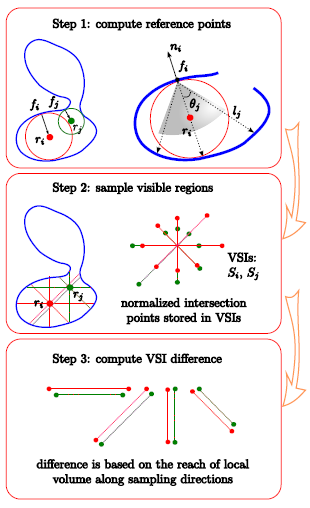 Step 1: compute reference points
n_i
f_i
f_i f_j
r_j
r_i
θ_j
l_j
r_i
Step 2: sample visible regions
r_i
r_j
VSIs:
S_i, S_j
normalized intersection
points stored in VSIs
Step 3: compute VSI difference
difference is based on the reach of local
volume along sampling directions